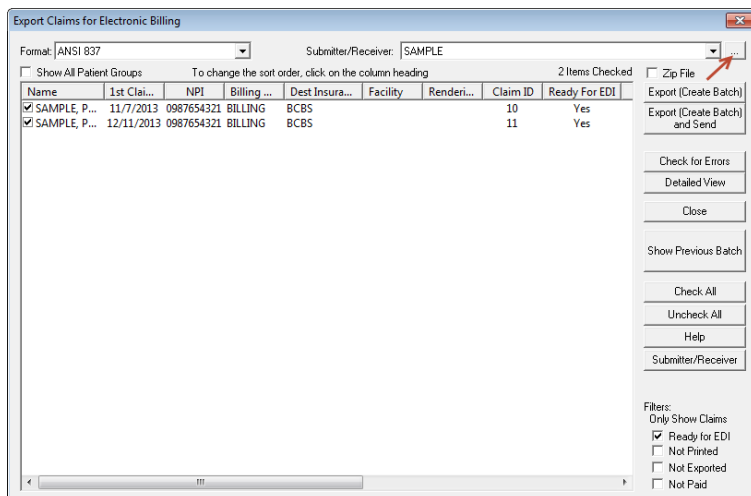 Export Claims for Electronic Billing
Format: ANSI 837 Submitter/Receiver: SAMPLE ...
Show All Patient Groups To change the sort order, click on the column heading 2 Items Checked Zip File
Name 1st Clai... NPI Billing ... Dest Insura... Facility Renderi... Claim ID Ready For EDI
SAMPLE, P... 11/7/2013 0987654321 BILLING BCBS 10 Yes
SAMPLE, P... 12/11/2013 0987654321 BILLING BCBS 11 Yes
Export (Create Batch)
Export (Create Batch)
and Send
Check for Errors
Detailed View
Close
Show Previous Batch
Check All
Uncheck All
Help
Submitter/Receiver
Filters:
Only Show Claims
Ready for EDI
Not Printed
Not Exported
Not Paid